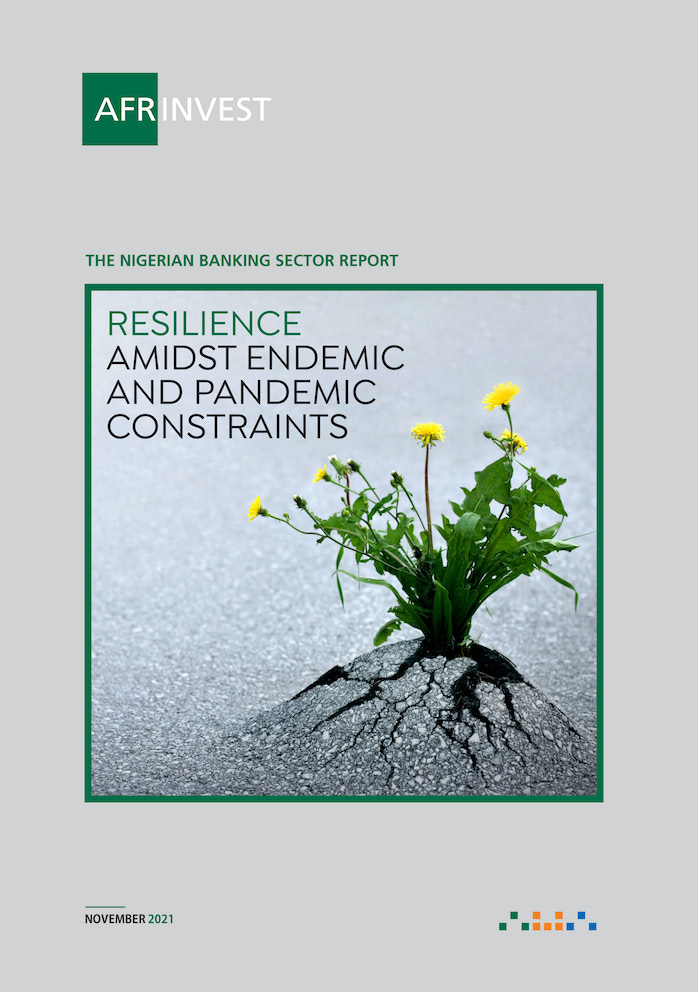 AFRINVEST
THE NIGERIAN BANKING SECTOR REPORT
RESILIENCE
AMIDST ENDEMIC
AND PANDEMIC
CONSTRAINTS
NOVEMBER 2021